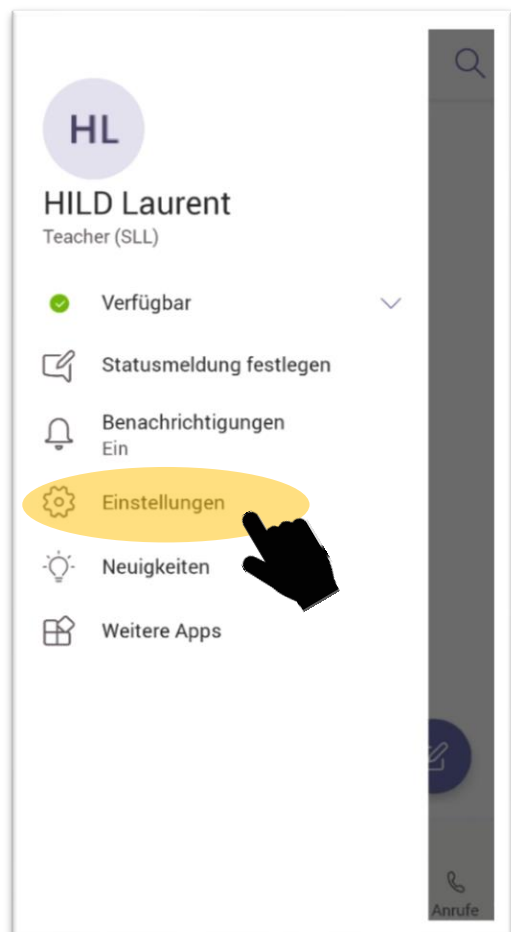 HL
HILD Laurent
Teacher (SLL)
Verfügbar
Statusmeldung festlegen
Benachrichtigungen
Ein
Einstellungen
Neuigkeiten
Weitere Apps
Anrufe